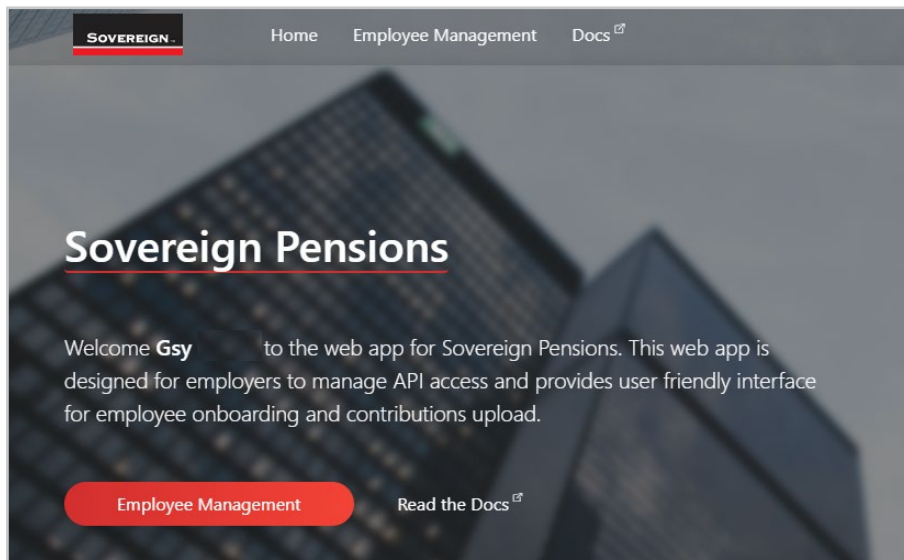 SOVEREIGN™
Home Employee Management Docs
Sovereign Pensions
Welcome Gsy to the web app for Sovereign Pensions. This web app is
designed for employers to manage API access and provides user friendly interface
for employee onboarding and contributions upload.
Employee Management Read the Docs